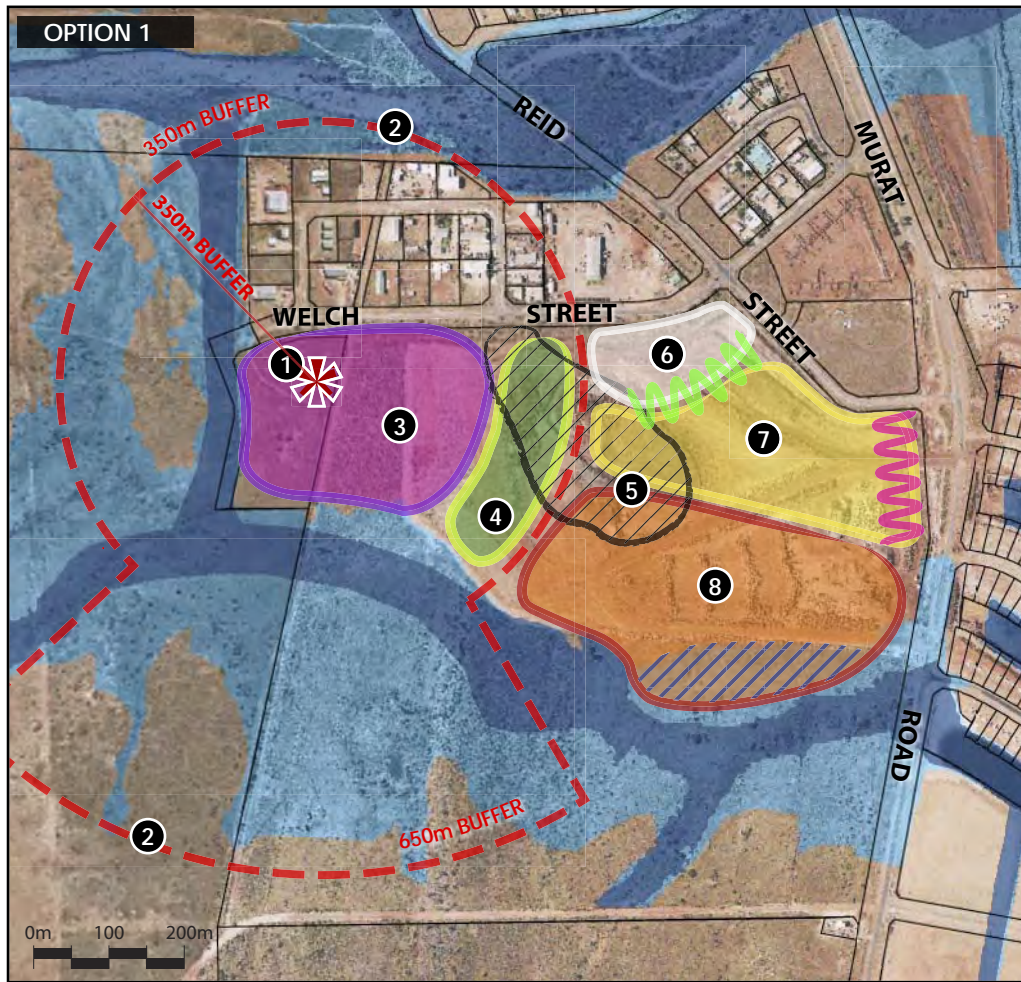 OPTION 1
350m BUFFER
2
REID
MURAT
350m BUFFER
WELCH
STREET
STREET
1
6
3
7
5
4
8
ROAD
650m BUFFER
2
0m 100 200m